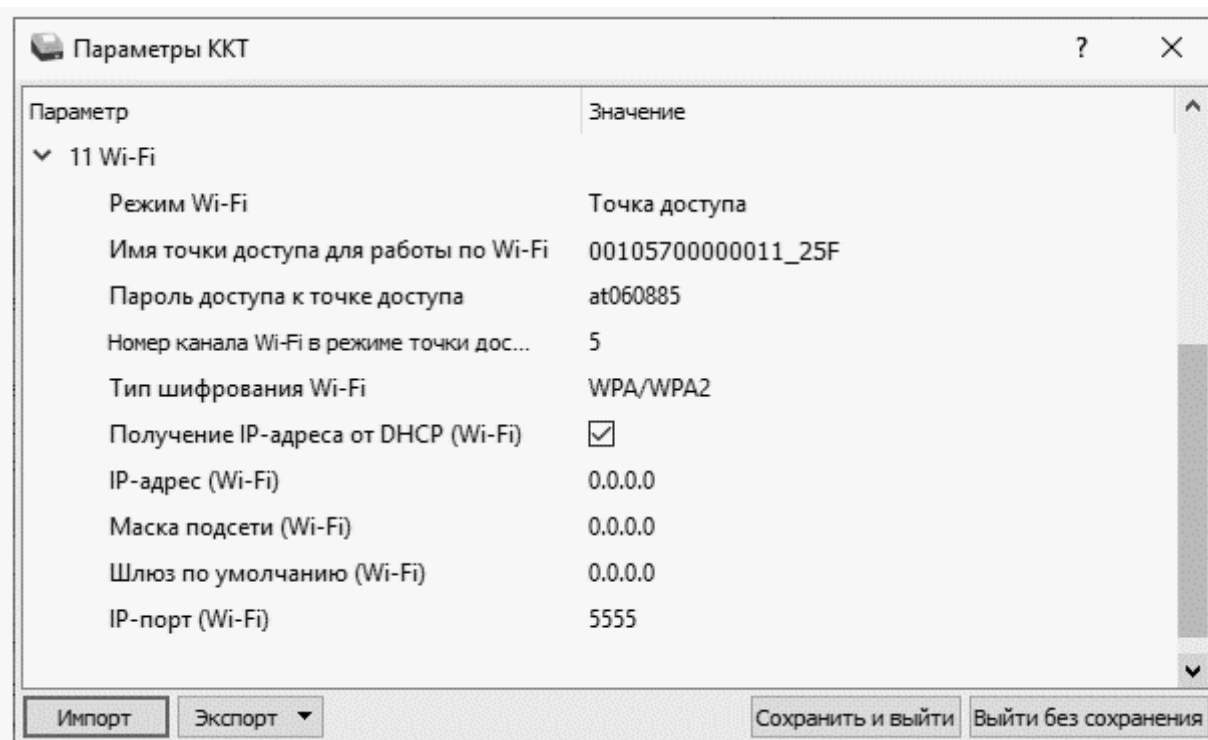 Параметры ККТ ?
Параметр Значение
11 Wi-Fi
Режим Wi-Fi Точка доступа
Имя точки доступа для работы по Wi-Fi 00105700000011_25F
Пароль доступа к точке доступа at060885
Номер канала Wi-Fi в режиме точки дос... 5
Тип шифрования Wi-Fi WPA/WPA2
Получение IP-адреса от DHCP (Wi-Fi)
IP-адрес (Wi-Fi) 0.0.0.0
Маска подсети (Wi-Fi) 0.0.0.0
Шлюз по умолчанию (Wi-Fi) 0.0.0.0
IP-порт (Wi-Fi) 5555
Импорт Экспорт Сохранить и выйти Выйти без сохранения